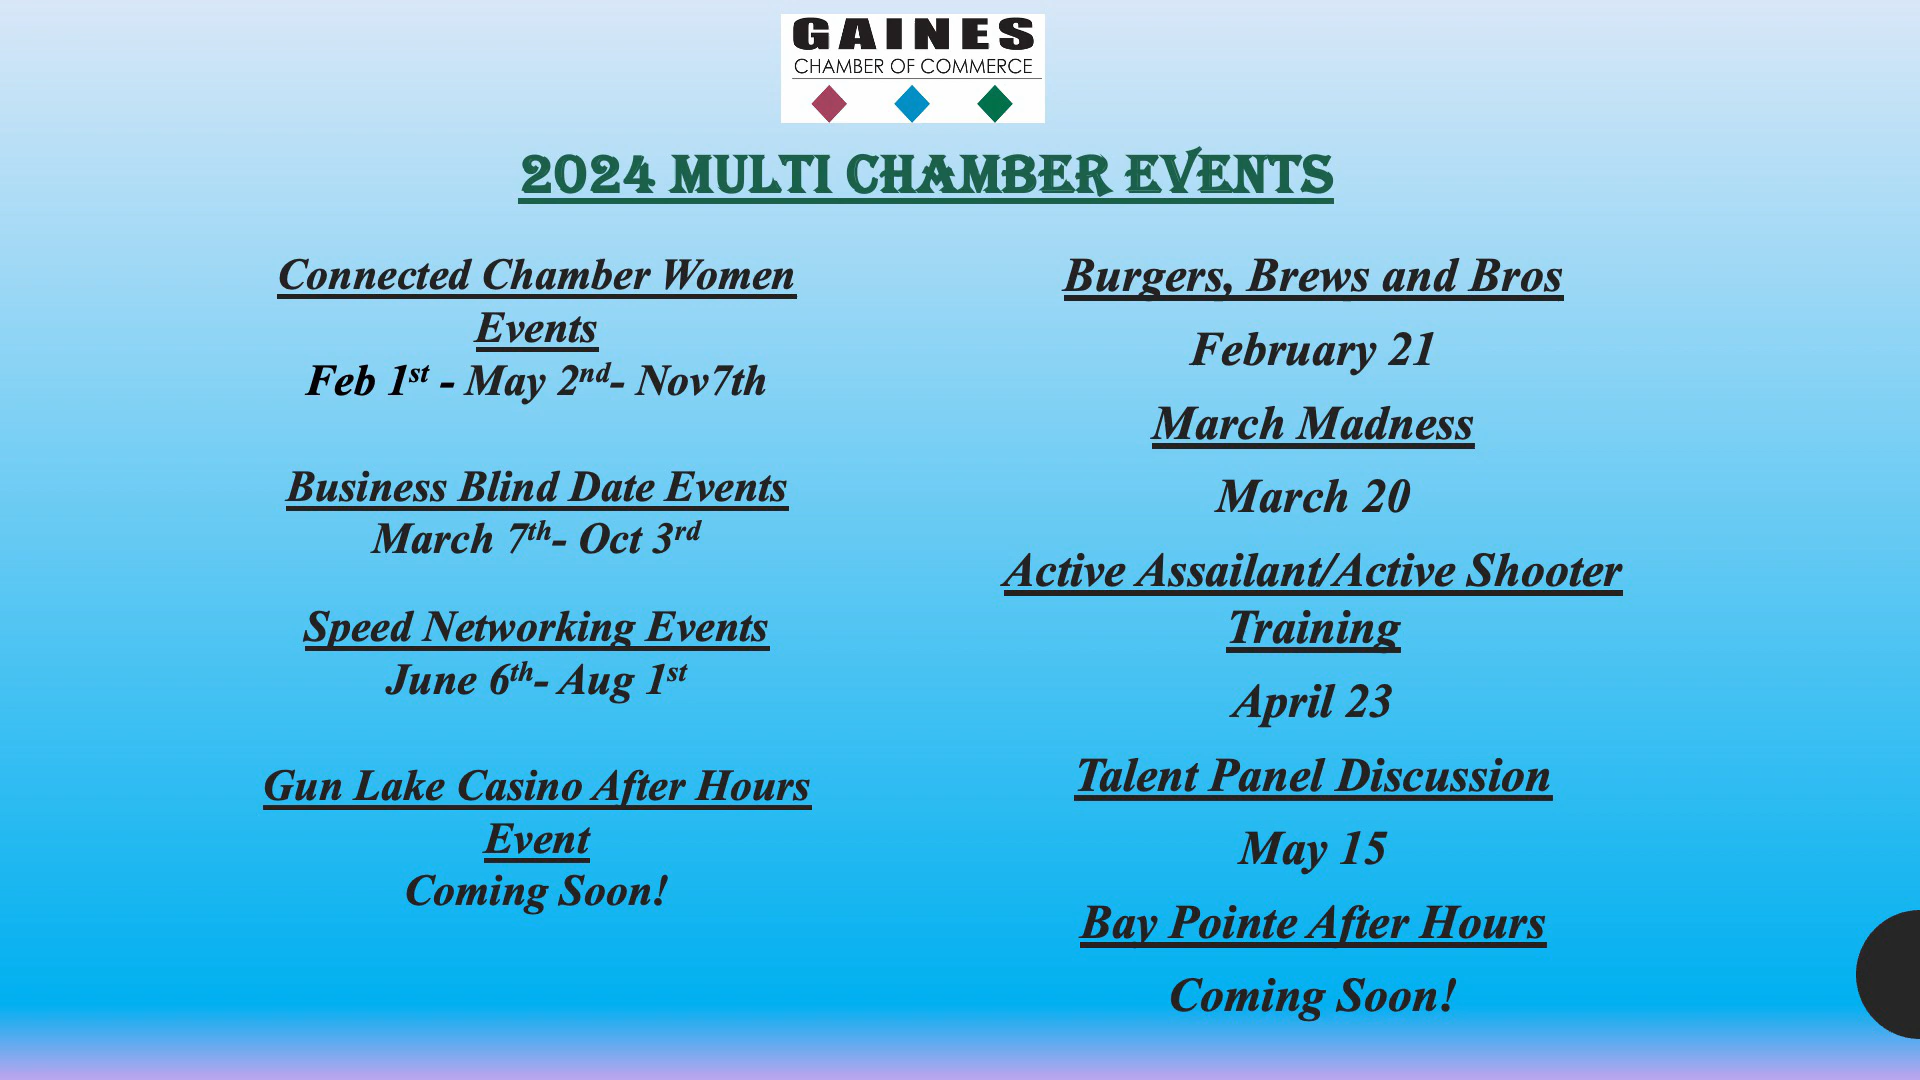 GAINES
CHAMBER OF COMMERCE
2024 MULTI CHAMBER EVENTS
Connected Chamber Women
Events
Feb 1st - May 2nd- Nov7th
Business Blind Date Events
March 7th- Oct 3rd
Speed Networking Events
June 6th- Aug 1st
Gun Lake Casino After Hours
Event
Coming Soon!
Burgers, Brews and Bros
February 21
March Madness
March 20
Active Assailant/Active Shooter
Training
April 23
Talent Panel Discussion
May 15
Bay Pointe After Hours
Coming Soon!